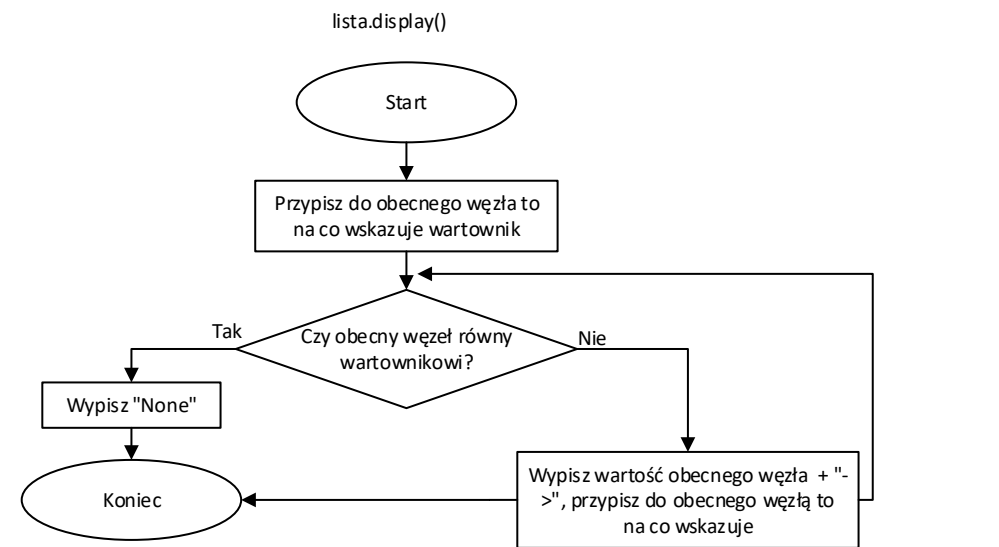 lista.display()
Start
Przypisz do obecnego węzła to
na co wskazuje wartownik
Czy obecny węzeł równy
wartownikowi?
Tak
Nie
Wypisz "None"
Wypisz wartość obecnego węzła + "-
>", przypisz do obecnego węzłą to
na co wskazuje
Koniec